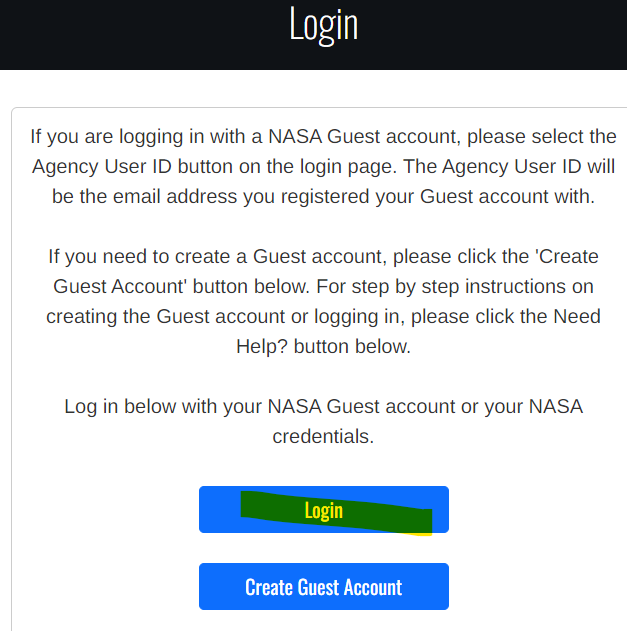 Login
If you are logging in with a NASA Guest account, please select the
Agency User ID button on the login page. The Agency User ID will
be the email address you registered your Guest account with.
If you need to create a Guest account, please click the 'Create
Guest Account' button below. For step by step instructions on
creating the Guest account or logging in, please click the Need
Help? button below.
Log in below with your NASA Guest account or your NASA
credentials.
Login
Create Guest Account